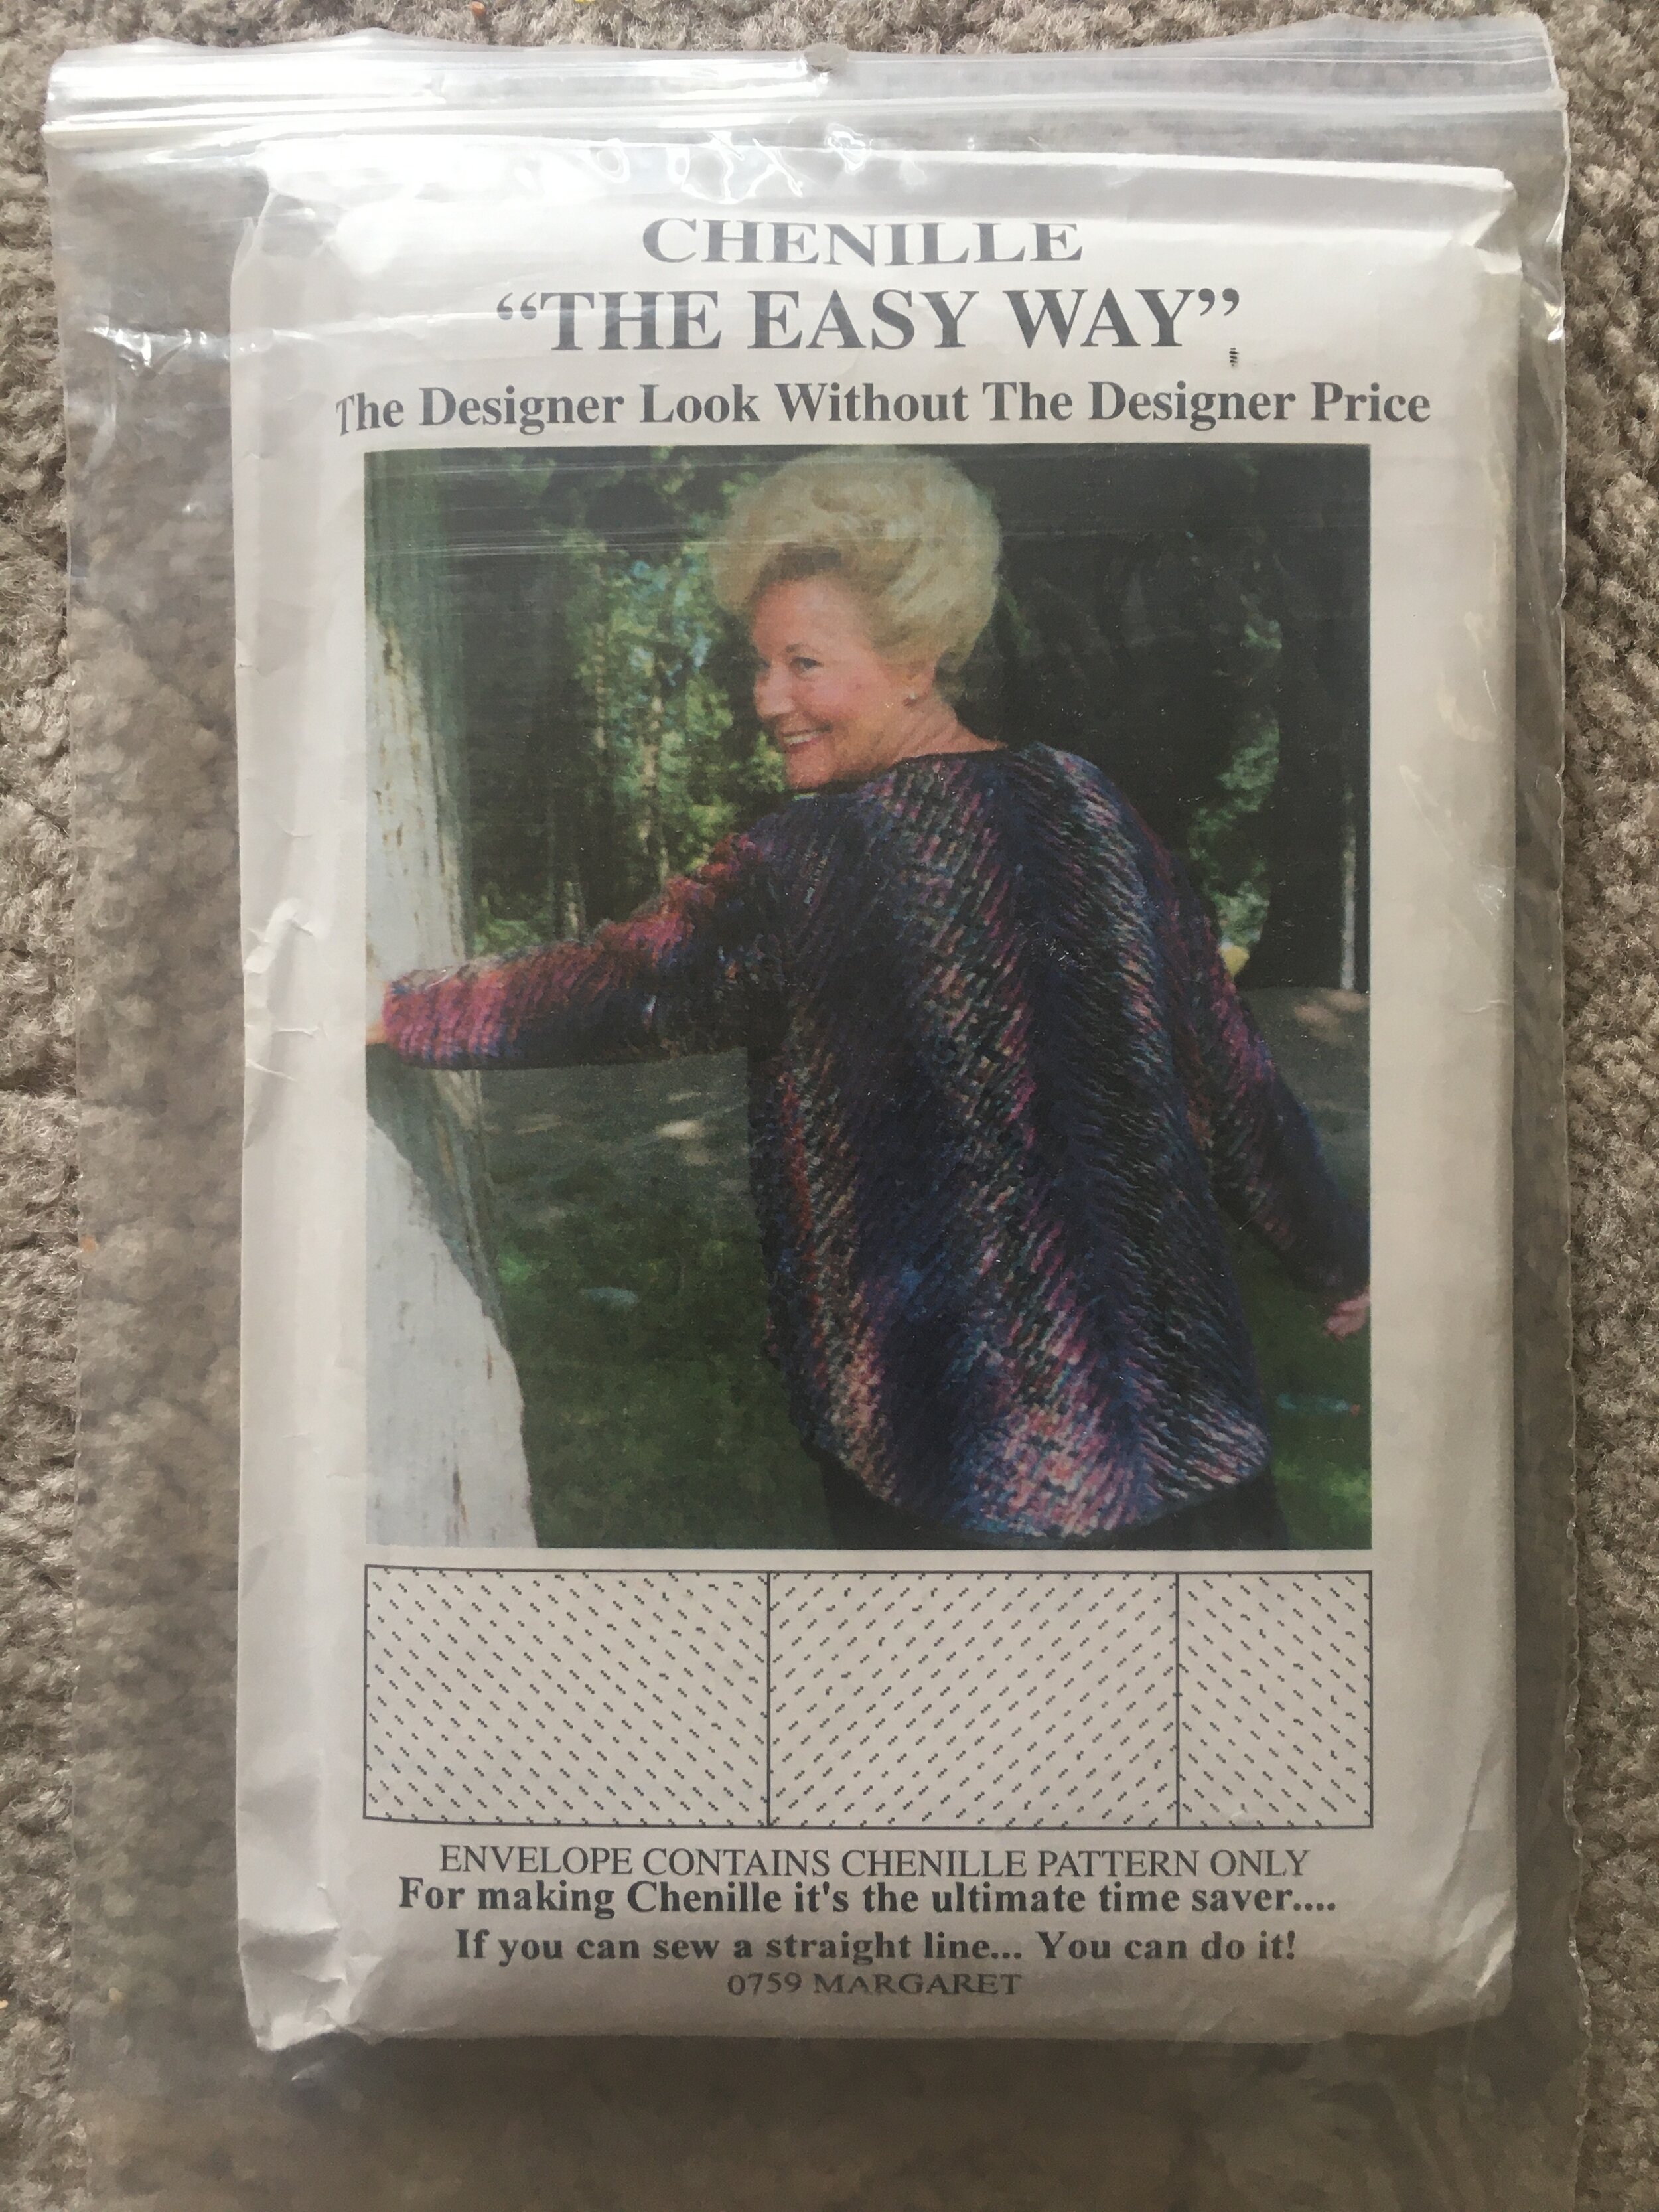 CHENILLE
“THE EASY WAY”
The Designer Look Without The Designer Price
ENVELOPE CONTAINS CHENILLE PATTERN ONLY
For making Chenille it's the ultimate time saver....
If you can sew a straight line... You can do it!
0759 MARGARET